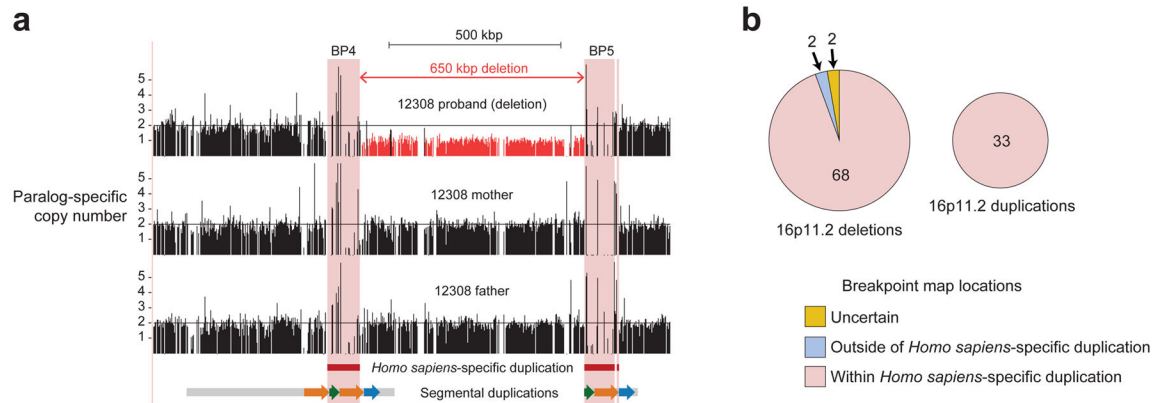 a
500 kbp
BP4
BP5
650 kbp deletion
5
4
3
2
1
12308 proband (deletion)
Paralog-specific
copy number
5
4
3
2
1
12308 mother
5
4
3
2
1
12308 father
Homo sapiens-specific duplication
Segmental duplications
b
2
2
68
33
16p11.2 deletions
16p11.2 duplications
Breakpoint map locations
Uncertain
Outside of Homo sapiens-specific duplication
Within Homo sapiens-specific duplication